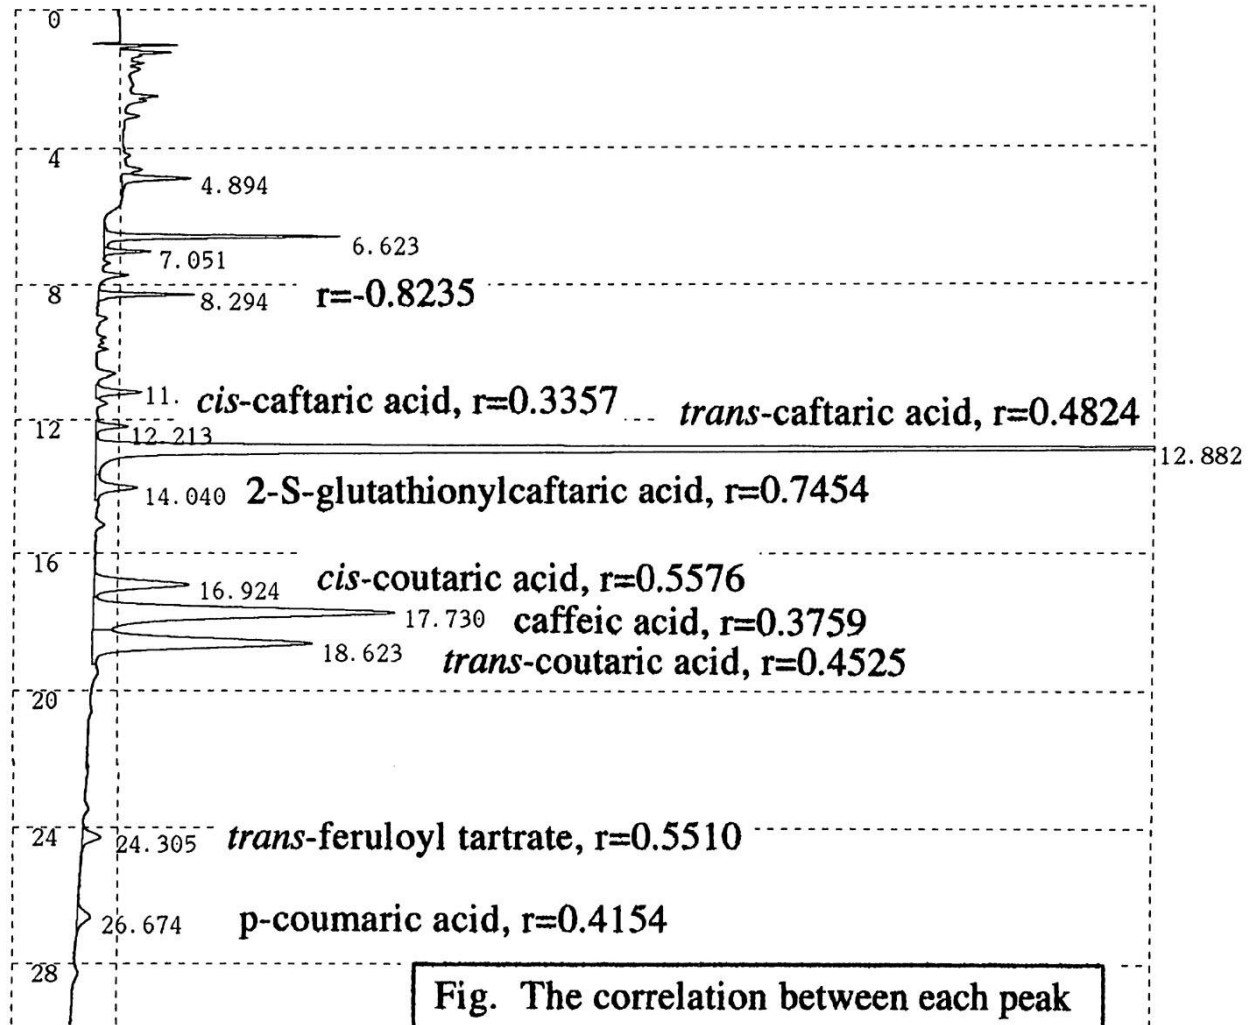 0
4
4.894
6.623
7.051
8
8.294 r=-0.8235
11. cis-caftaric acid, r=0.3357
trans-caftaric acid, r=0.4824
12
12.213
12.882
14.040 2-S-glutathionylcaftaric acid, r=0.7454
16
16.924 cis-coutaric acid, r=0.5576
17.730 caffeic acid, r=0.3759
18.623 trans-coutaric acid, r=0.4525
20
24
24.305 trans-feruloyl tartrate, r=0.5510
26.674 p-coumaric acid, r=0.4154
28
Fig. The correlation between each peak